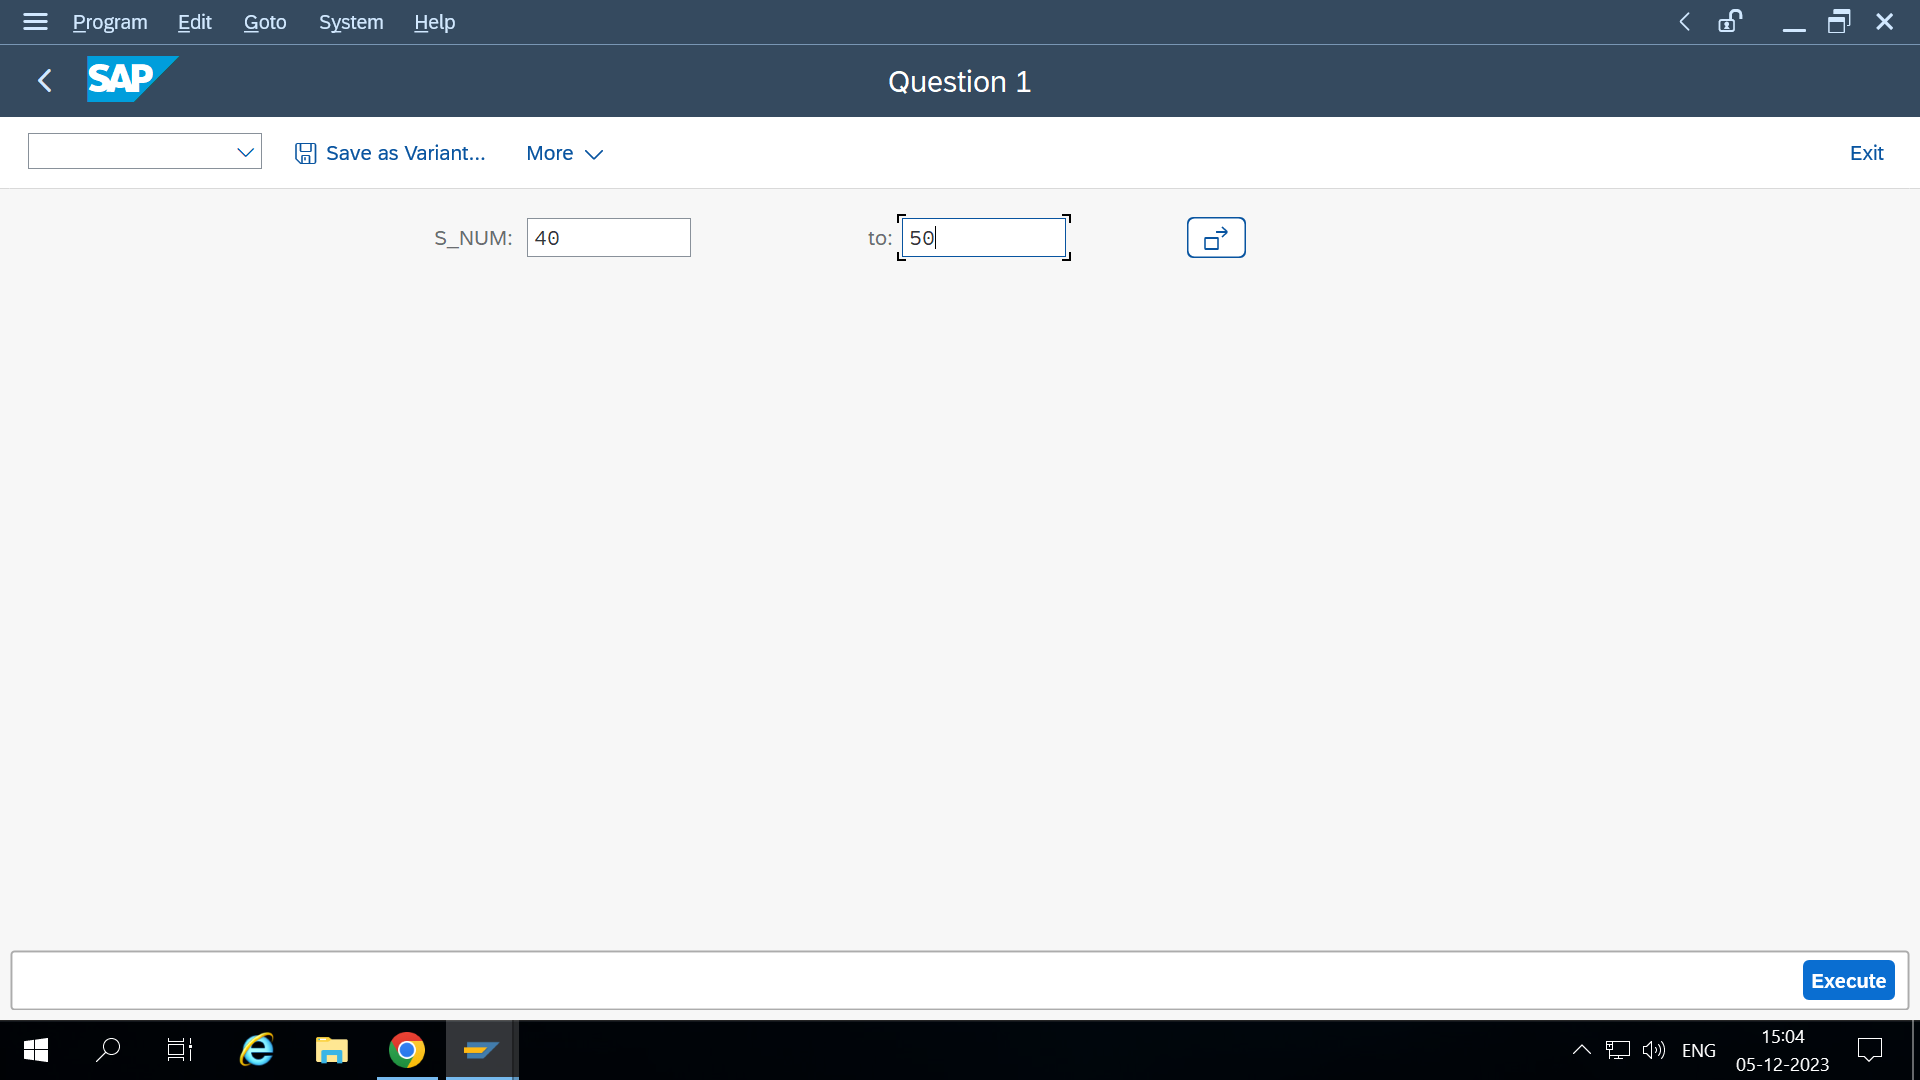 Program Edit Goto System Help
SAP Question 1
Save as Variant... More Exit
S_NUM: 40 to: 50
Execute
ENG 15:04
05-12-2023